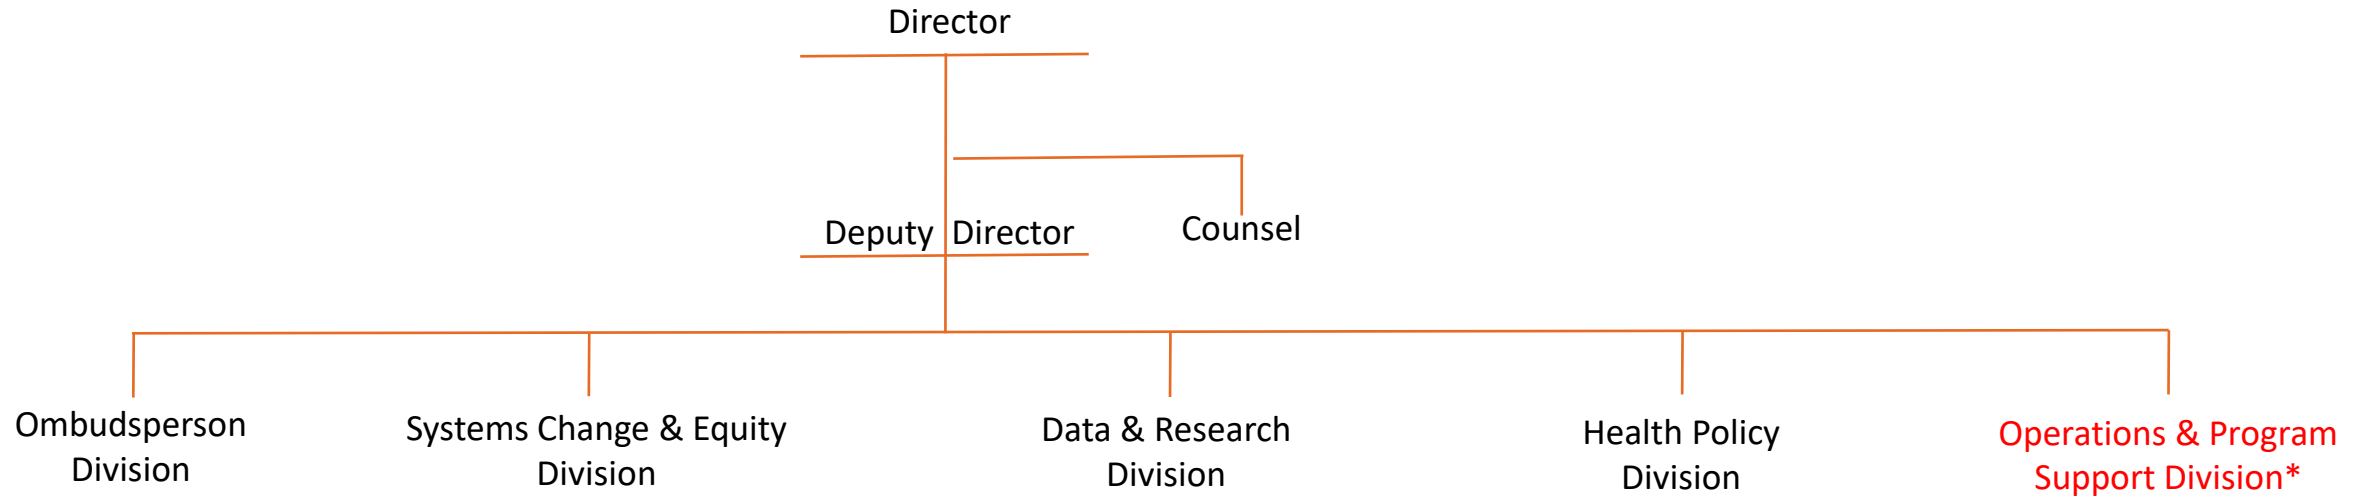 Director
Deputy Director
Counsel
Ombudsperson
Division
Systems Change & Equity
Division
Data & Research
Division
Health Policy
Division
Operations & Program
Support Division*